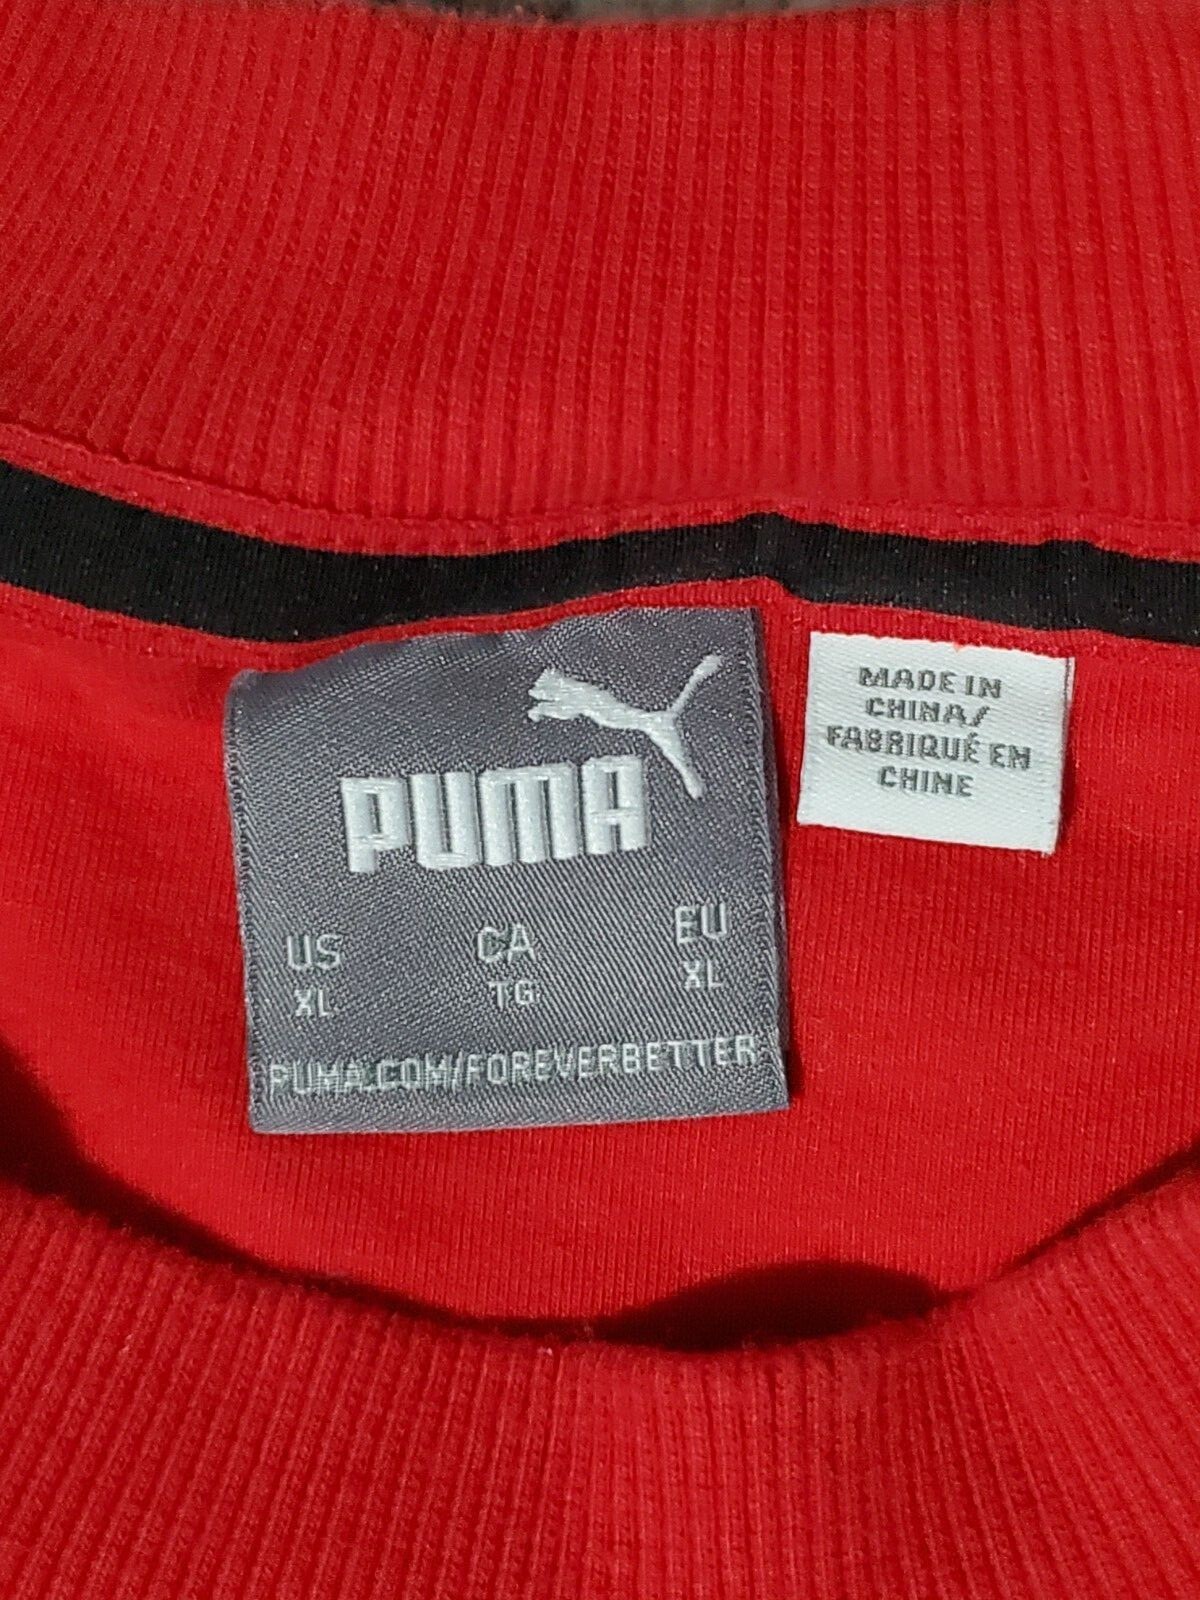 PUMA
US CA EU
XL TG XL
PUMA.COM/FOREVERBETTER
MADE IN
CHINA/
FABRIQUÉ EN
CHINE